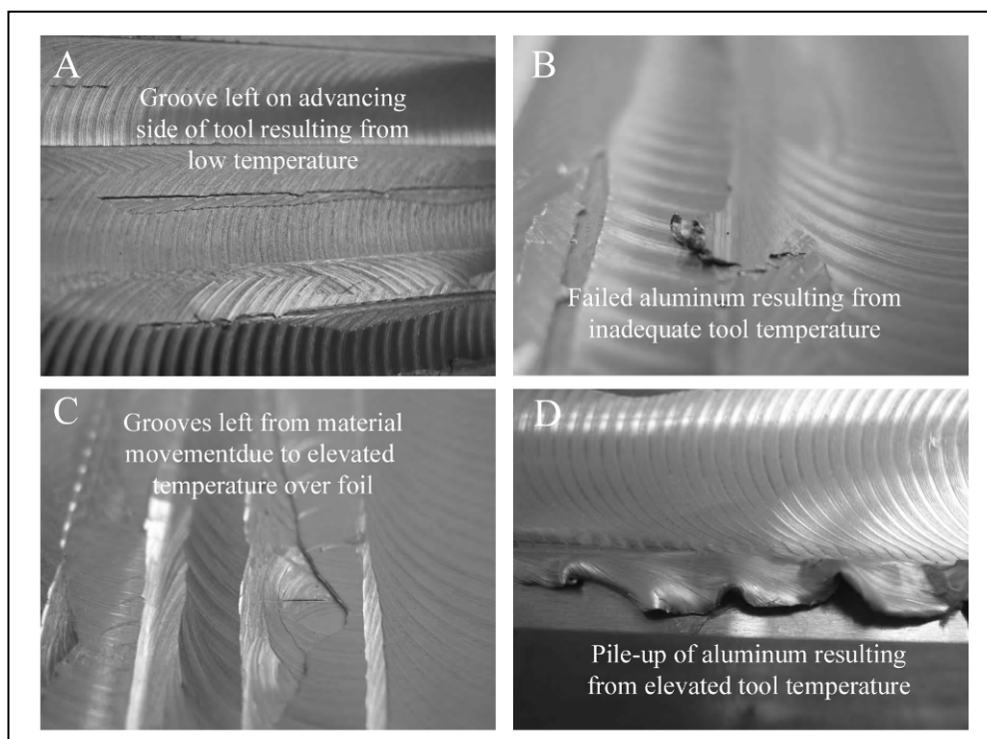 A
Groove left on advancing
side of tool resulting from
low temperature
B
Failed aluminum resulting from
inadequate tool temperature
C
Grooves left from material
movementdue to elevated
temperature over foil
D
Pile-up of aluminum resulting
from elevated tool temperature